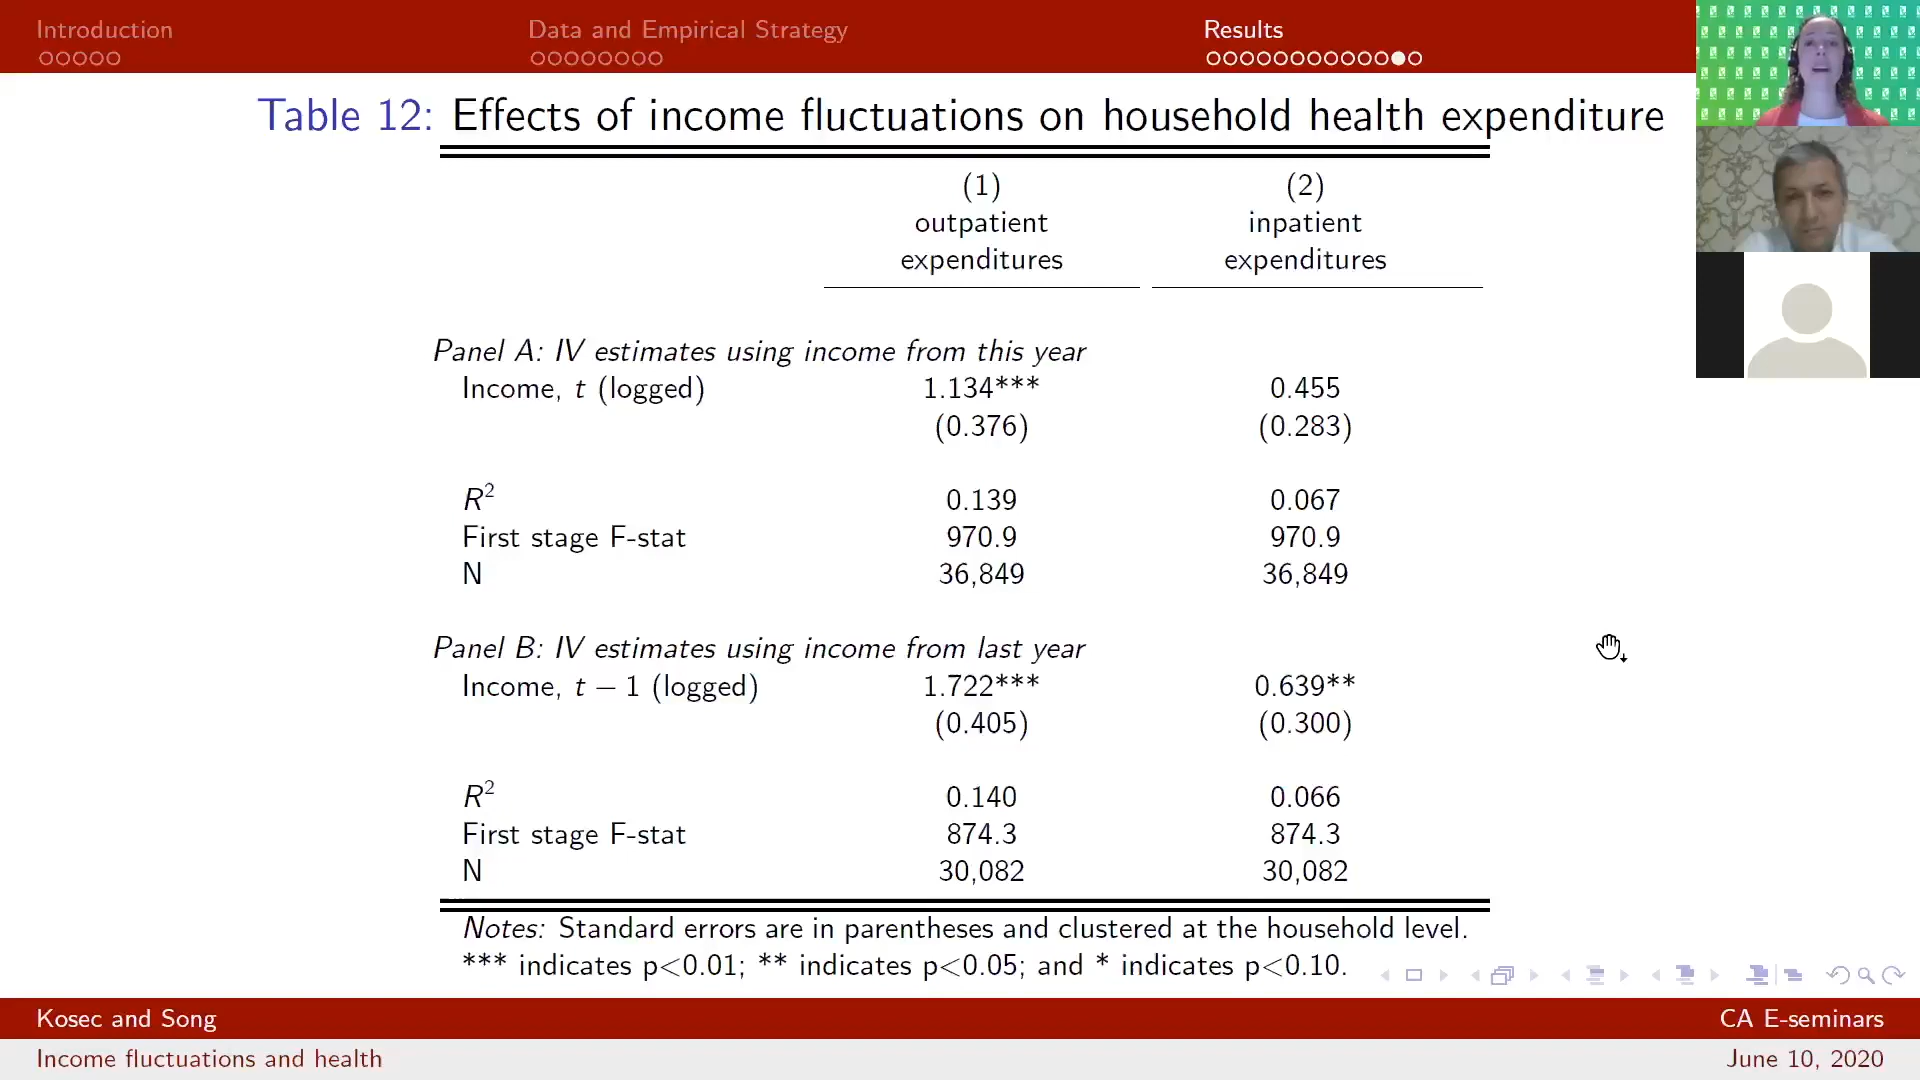 Introduction
Data and Empirical Strategy
Results
Table 12: Effects of income fluctuations on household health expenditure
(1) (2)
outpatient inpatient
expenditures expenditures
Panel A: IV estimates using income from this year
Income, t (logged) 1.134*** 0.455
(0.376) (0.283)
R² 0.139 0.067
First stage F-stat 970.9 970.9
N 36,849 36,849
Panel B: IV estimates using income from last year
Income, t − 1 (logged) 1.722*** 0.639**
(0.405) (0.300)
R² 0.140 0.066
First stage F-stat 874.3 874.3
N 30,082 30,082
Notes: Standard errors are in parentheses and clustered at the household level.
*** indicates p<0.01; ** indicates p<0.05; and * indicates p<0.10.
Kosec and Song
CA E-seminars
Income fluctuations and health
June 10, 2020